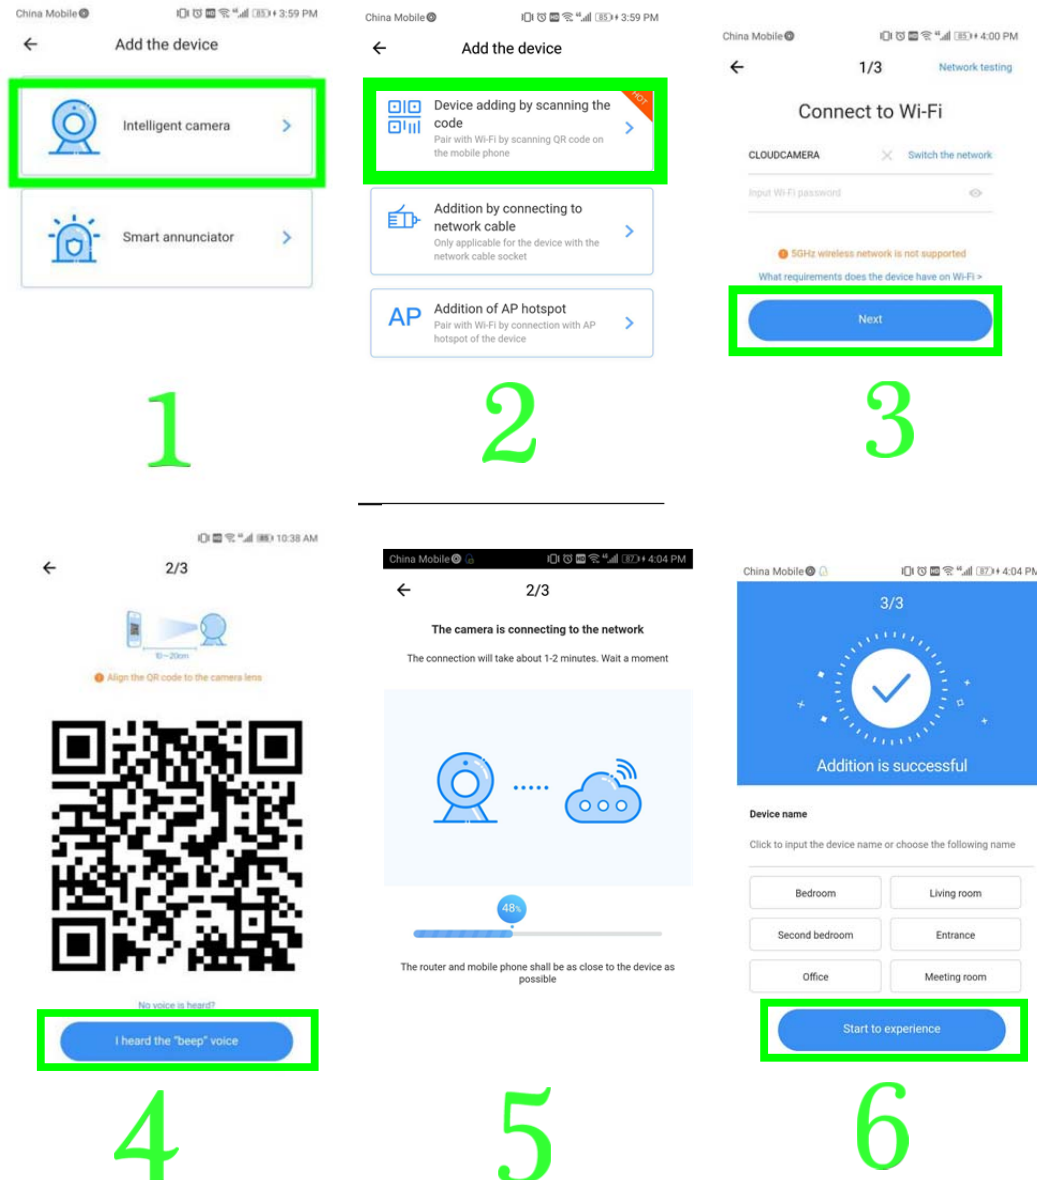 China Mobile 85 3:59 PM
Add the device
Intelligent camera
Smart annunciator
1
China Mobile 85 3:59 PM
Add the device
HOT
Device adding by scanning the
code
Pair with Wi-Fi by scanning QR code on
the mobile phone
Addition by connecting to
network cable
Only applicable for the device with the
network cable socket
AP
Addition of AP hotspot
Pair with Wi-Fi by connection with AP
hotspot of the device
2
China Mobile 85 4:00 PM
1/3 Network testing
Connect to Wi-Fi
CLOUDCAMERA Switch the network
Input Wi-Fi password
5GHz wireless network is not supported
What requirements does the device have on Wi-Fi >
Next
3
10:38 AM
2/3
10~20cm
Align the QR code to the camera lens
No voice is heard?
I heard the "beep" voice
4
China Mobile 87 4:04 PM
2/3
The camera is connecting to the network
The connection will take about 1-2 minutes. Wait a moment
48%
The router and mobile phone shall be as close to the device as
possible
5
China Mobile 87 4:04 PM
3/3
Addition is successful
Device name
Click to input the device name or choose the following name
Bedroom Living room
Second bedroom Entrance
Office Meeting room
Start to experience
6